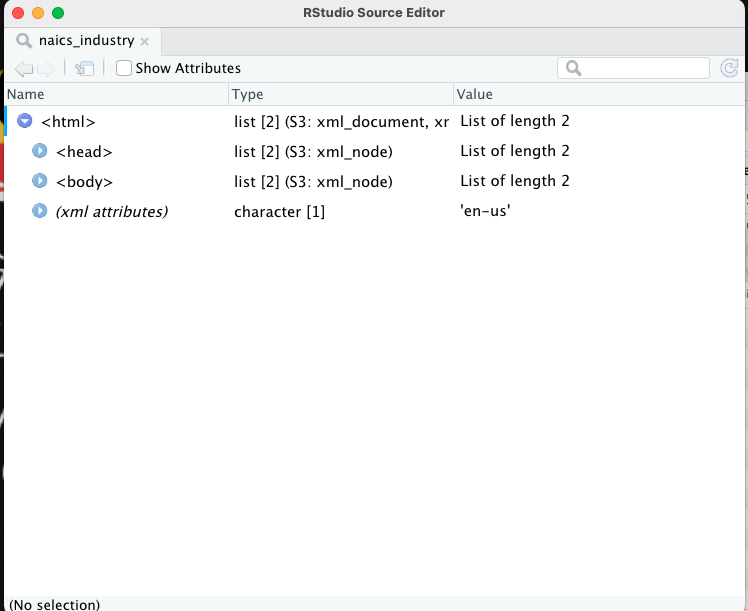 RStudio Source Editor
naics_industry
Show Attributes
Name Type Value
<html> list [2] (S3: xml_document, xr List of length 2
<head> list [2] (S3: xml_node) List of length 2
<body> list [2] (S3: xml_node) List of length 2
(xml attributes) character [1] 'en-us'
(No selection)